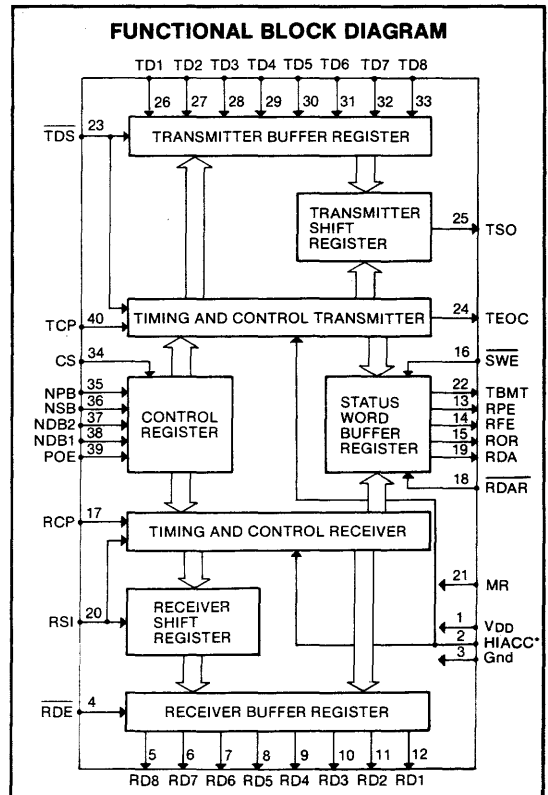 FUNCTIONAL BLOCK DIAGRAM
TD1 TD2 TD3 TD4 TD5 TD6 TD7 TD8
26 27 28 29 30 31 32 33
TDS 23
TRANSMITTER BUFFER REGISTER
TRANSMITTER
SHIFT
REGISTER
25 TSO
TCP 40
TIMING AND CONTROL TRANSMITTER
24 TEOC
CS 34
16 SWE
NPB 35
NSB 36
NDB2 37
NDB1 38
POE 39
CONTROL
REGISTER
STATUS
WORD
BUFFER
REGISTER
22 TBMT
13 RPE
14 RFE
15 ROR
19 RDA
18 RDAR
RCP 17
TIMING AND CONTROL RECEIVER
21 MR
RSI 20
RECEIVER
SHIFT
REGISTER
1 VDD
2 HIACC*
3 Gnd
RDE 4
RECEIVER BUFFER REGISTER
5 6 7 8 9 10 11 12
RD8 RD7 RD6 RD5 RD4 RD3 RD2 RD1